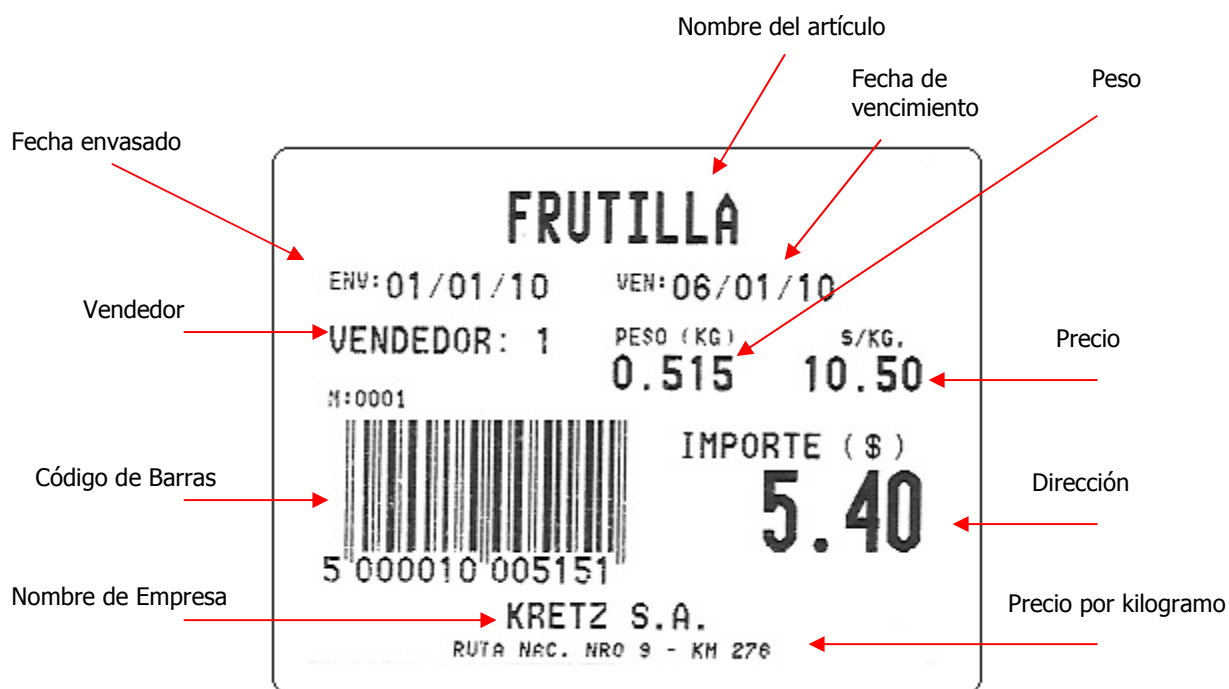 Nombre del artículo
Fecha de
vencimiento
Peso
Fecha envasado
FRUTILLA
ENV:01/01/10 VEN:06/01/10
Vendedor
VENDEDOR: 1
PESO (KG) $/KG.
0.515 10.50
Precio
M:0001
IMPORTE ($)
5.40
Código de Barras
Dirección
5 000010 005151
Nombre de Empresa
KRETZ S.A.
Precio por kilogramo
RUTA NAC. NRO 9 - KM 276